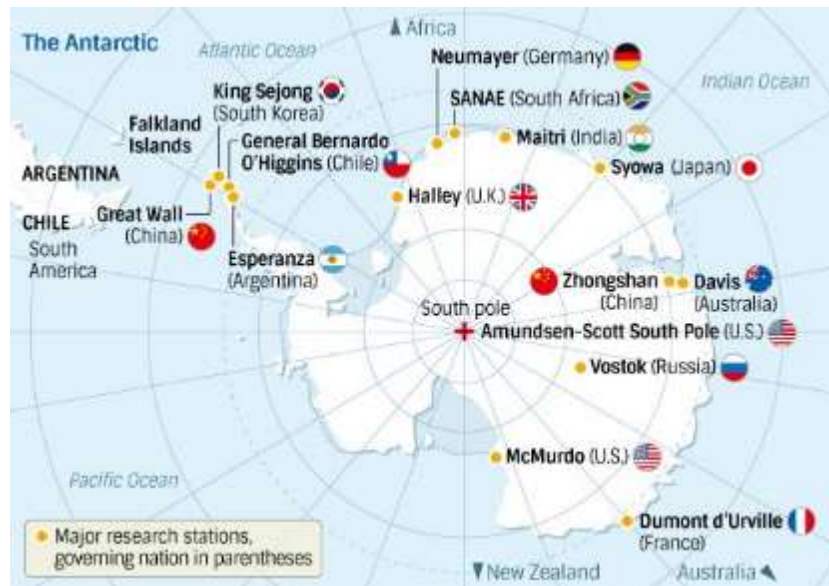 The Antarctic
Atlantic Ocean
Africa
Neumayer (Germany)
Indian Ocean
King Sejong
(South Korea)
SANAE (South Africa)
Falkland
Islands
General Bernardo
O'Higgins (Chile)
Maitri (India)
ARGENTINA
Syowa (Japan)
CHILE
South
America
Great Wall
(China)
Halley (U.K.)
Esperanza
(Argentina)
Zhongshan
(China)
Davis
(Australia)
South pole
Amundsen-Scott South Pole (U.S.)
Vostok (Russia)
McMurdo (U.S.)
Pacific Ocean
Dumont d'Urville
(France)
Major research stations,
governing nation in parentheses
New Zealand
Australia